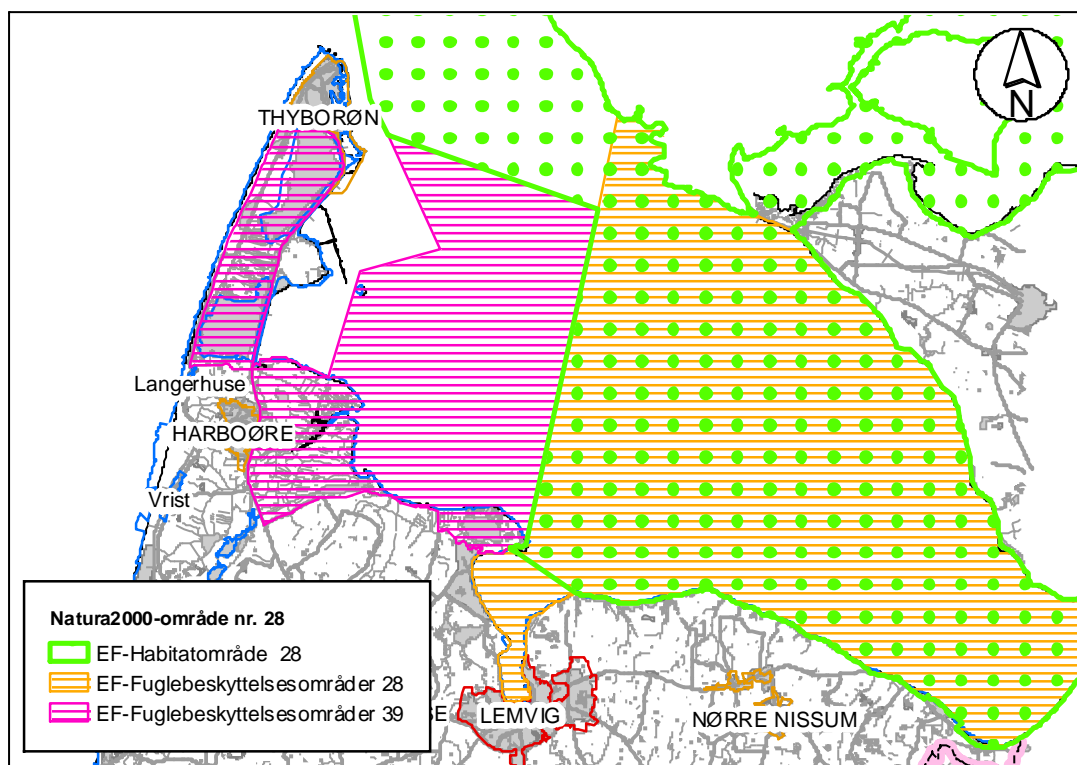 N
THYBORØN
Langerhuse
HARBOØRE
Vrist
Natura2000-område nr. 28
EF-Habitatområde 28
EF-Fuglebeskyttelsesområder 28
EF-Fuglebeskyttelsesområder 39
LEMVIG
NØRRE NISSUM